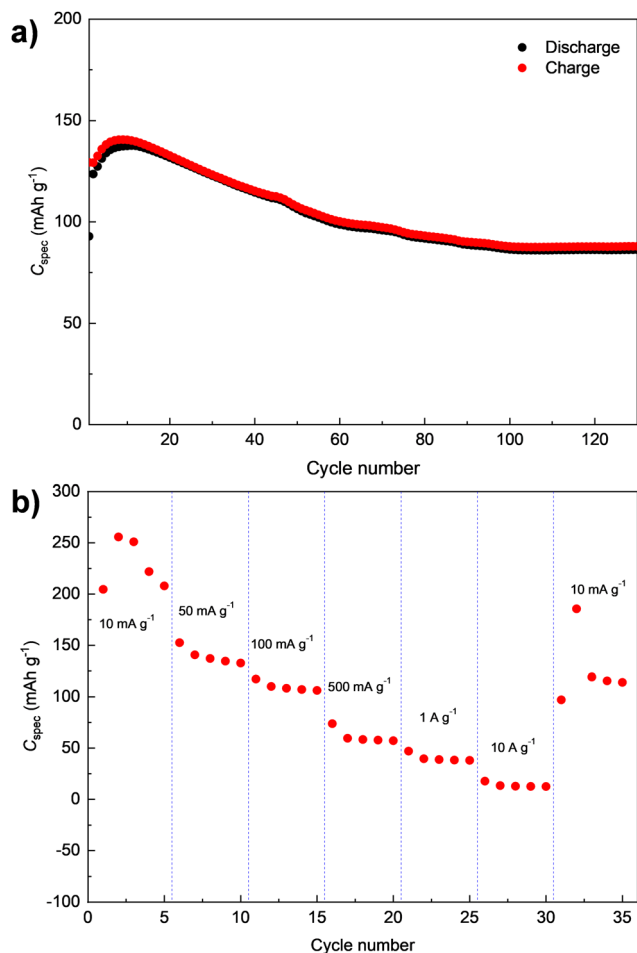 a)
200
150
100
50
0
C_spec (mAh g⁻¹)
Discharge
Charge
20 40 60 80 100 120
Cycle number
b)
300
250
200
150
100
50
0
-50
-100
C_spec (mAh g⁻¹)
10 mA g⁻¹
50 mA g⁻¹
100 mA g⁻¹
500 mA g⁻¹
1 A g⁻¹
10 A g⁻¹
10 mA g⁻¹
0 5 10 15 20 25 30 35
Cycle number